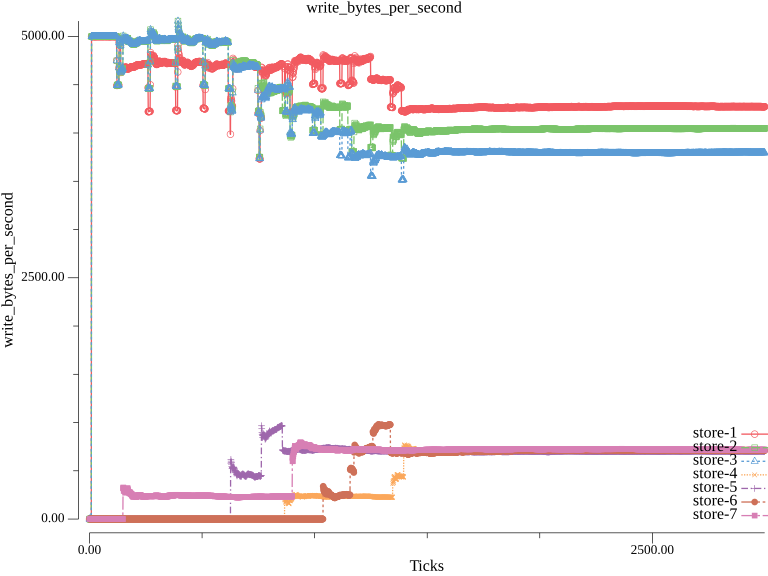 write_bytes_per_second
5000.00
2500.00
0.00
write_bytes_per_second
0.00
2500.00
Ticks
store-1
store-2
store-3
store-4
store-5
store-6
store-7